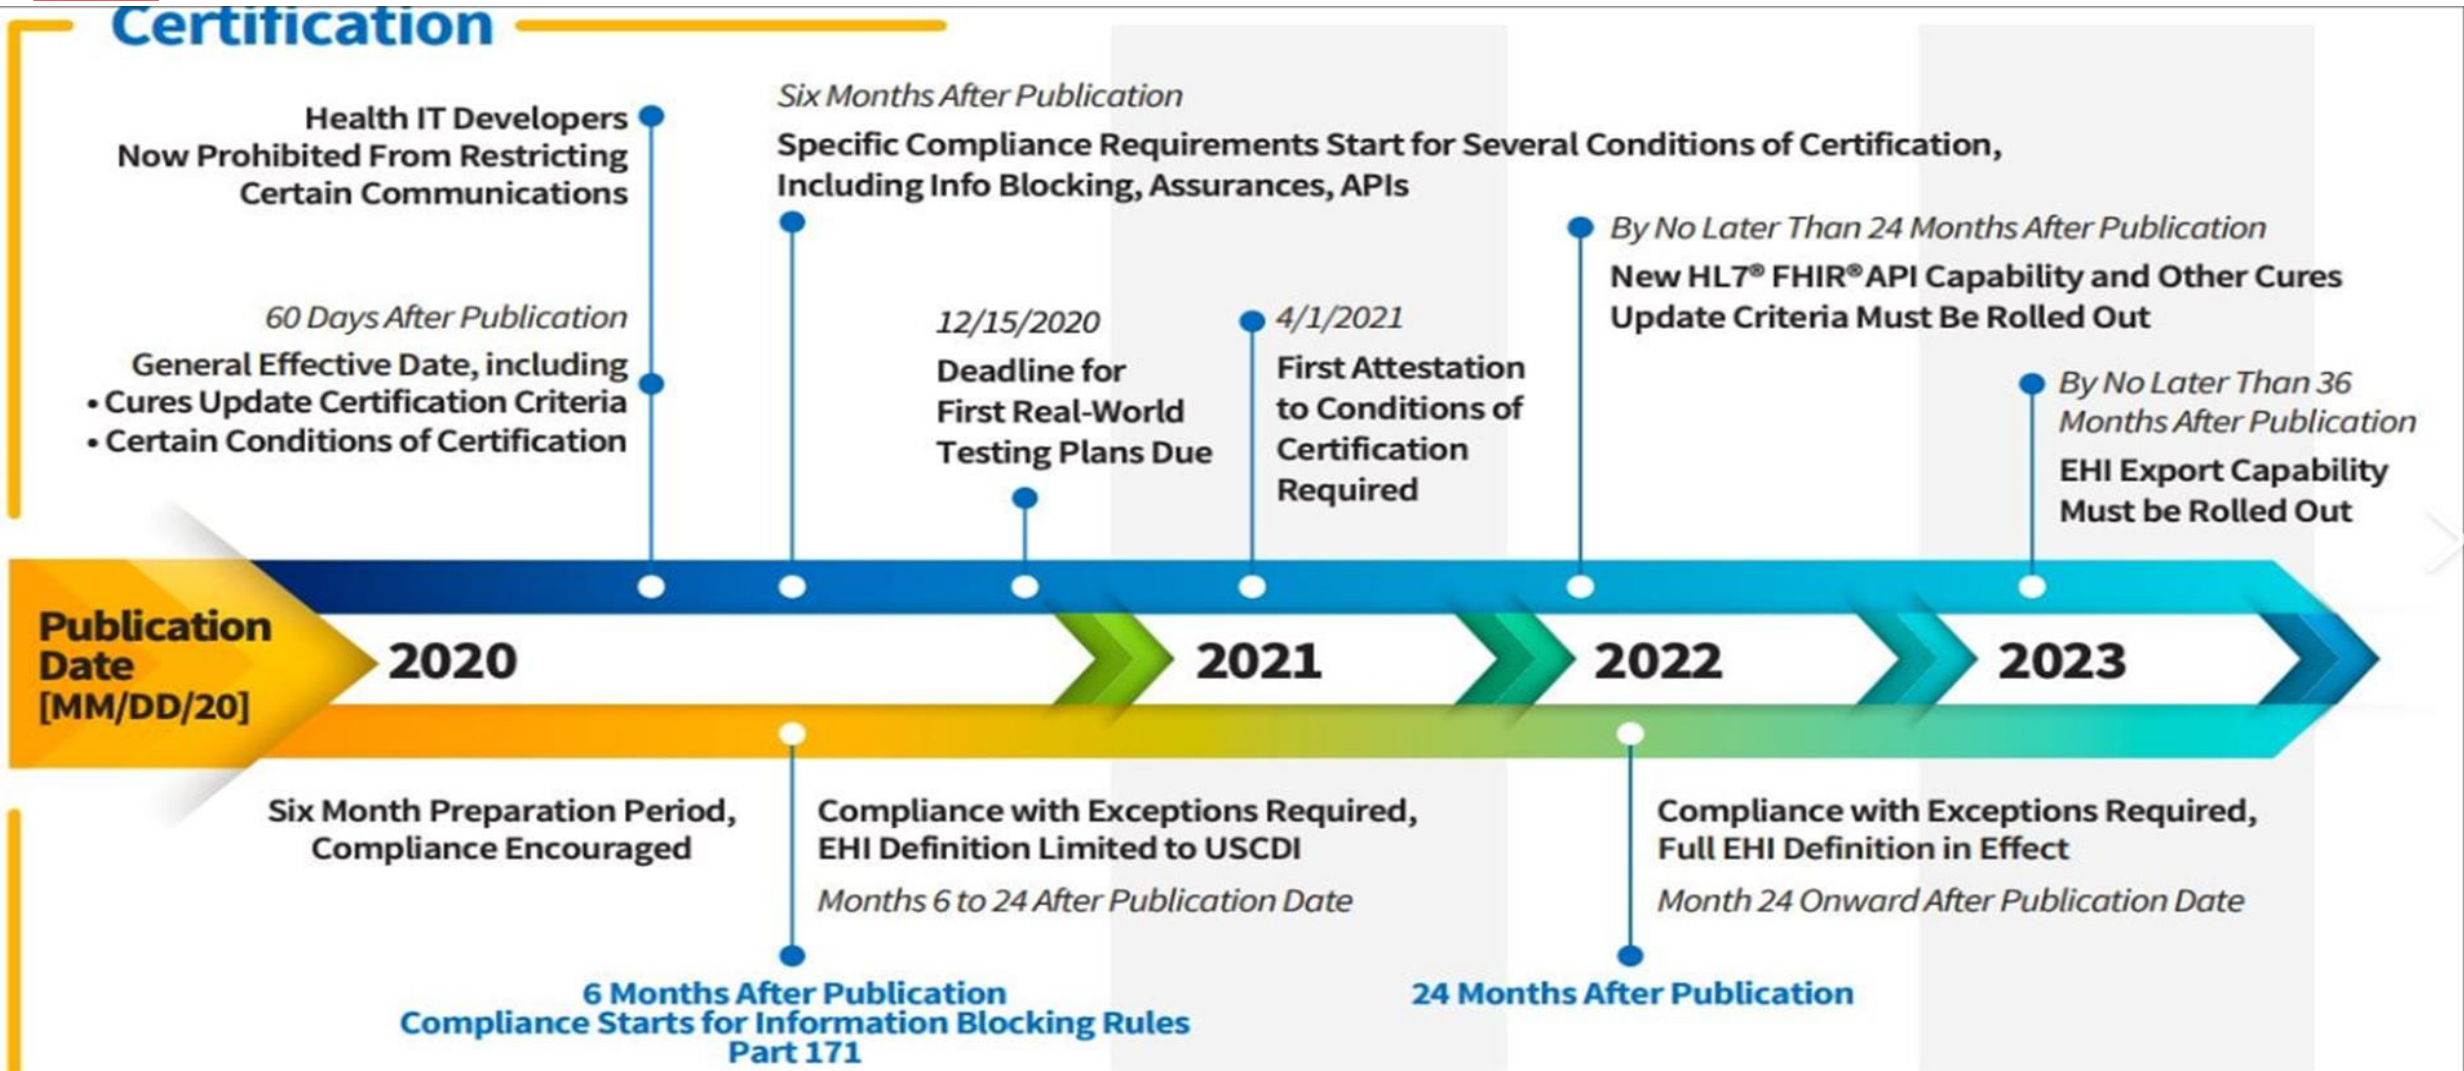 Certification
Health IT Developers
Now Prohibited From Restricting
Certain Communications
60 Days After Publication
General Effective Date, including
• Cures Update Certification Criteria
• Certain Conditions of Certification
Six Months After Publication
Specific Compliance Requirements Start for Several Conditions of Certification,
Including Info Blocking, Assurances, APIs
12/15/2020
Deadline for
First Real-World
Testing Plans Due
4/1/2021
First Attestation
to Conditions of
Certification
Required
By No Later Than 24 Months After Publication
New HL7® FHIR® API Capability and Other Cures
Update Criteria Must Be Rolled Out
By No Later Than 36
Months After Publication
EHI Export Capability
Must be Rolled Out
Publication
Date
[MM/DD/20]
2020
2021
2022
2023
Six Month Preparation Period,
Compliance Encouraged
Compliance with Exceptions Required,
EHI Definition Limited to USCDI
Months 6 to 24 After Publication Date
Compliance with Exceptions Required,
Full EHI Definition in Effect
Month 24 Onward After Publication Date
6 Months After Publication
Compliance Starts for Information Blocking Rules
Part 171
24 Months After Publication